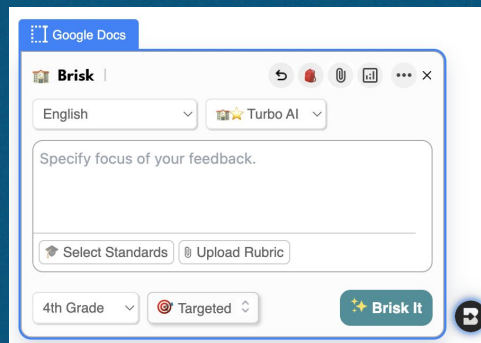 Google Docs
Brisk
English
Turbo AI
Specify focus of your feedback.
Select Standards
Upload Rubric
4th Grade
Targeted
Brisk It